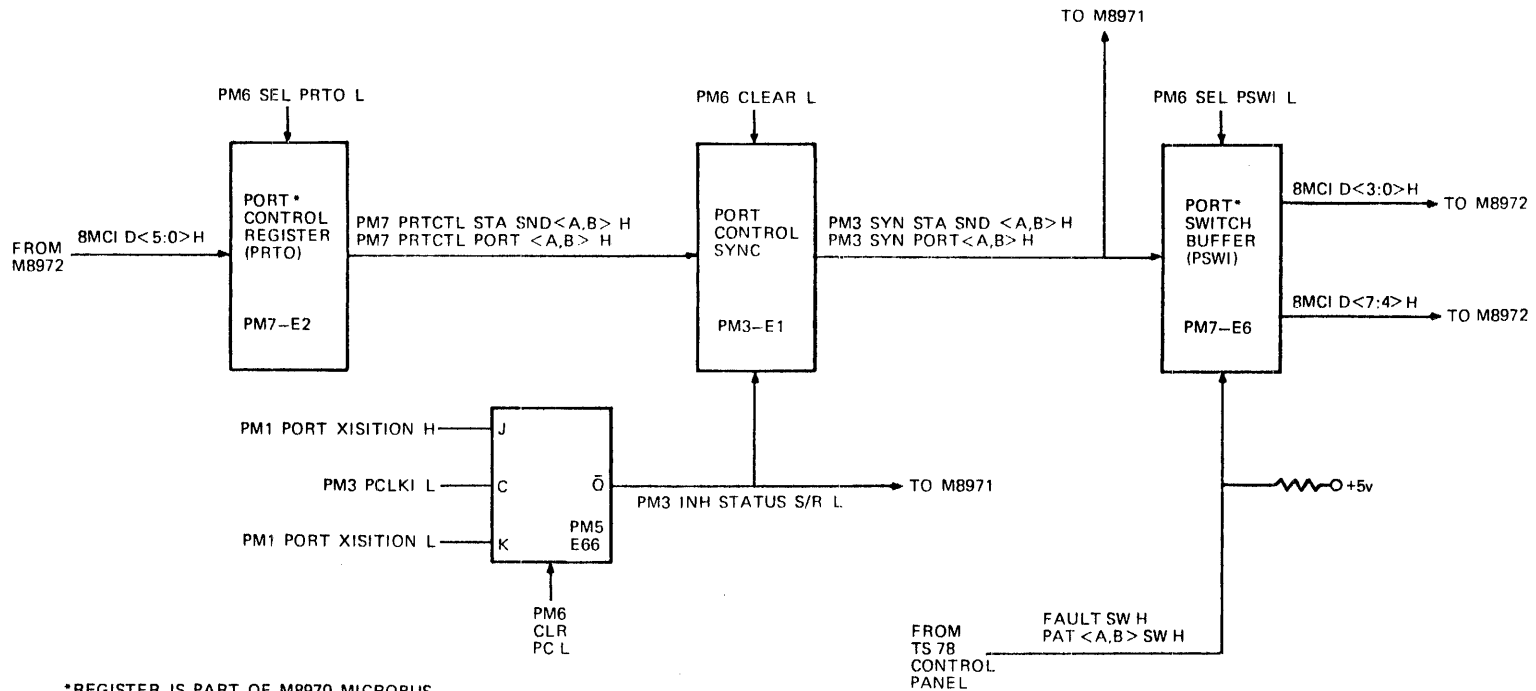 TO M8971
PM6 SEL PRTO L
PM6 CLEAR L
PM6 SEL PSWI L
PORT*
CONTROL
REGISTER
(PRTO)
PM7-E2
FROM
M8972
8MCI D<5:0>H
PM7 PRTCTL STA SND<A,B> H
PM7 PRTCTL PORT <A,B> H
PORT
CONTROL
SYNC
PM3-E1
PM3 SYN STA SND <A,B>H
PM3 SYN PORT<A,B>H
PORT*
SWITCH
BUFFER
(PSWI)
PM7-E6
8MCI D<3:0>H
TO M8972
8MCI D<7:4>H
TO M8972
PM1 PORT XISITION H
J
PM3 PCLKI L
C
Q̅
PM1 PORT XISITION L
K
PM5
E66
PM3 INH STATUS S/R L
TO M8971
+5v
PM6
CLR
PC L
FROM
TS 78
CONTROL
PANEL
FAULT SW H
PAT <A,B> SW H
*REGISTER IS PART OF M8970 MICROBUS